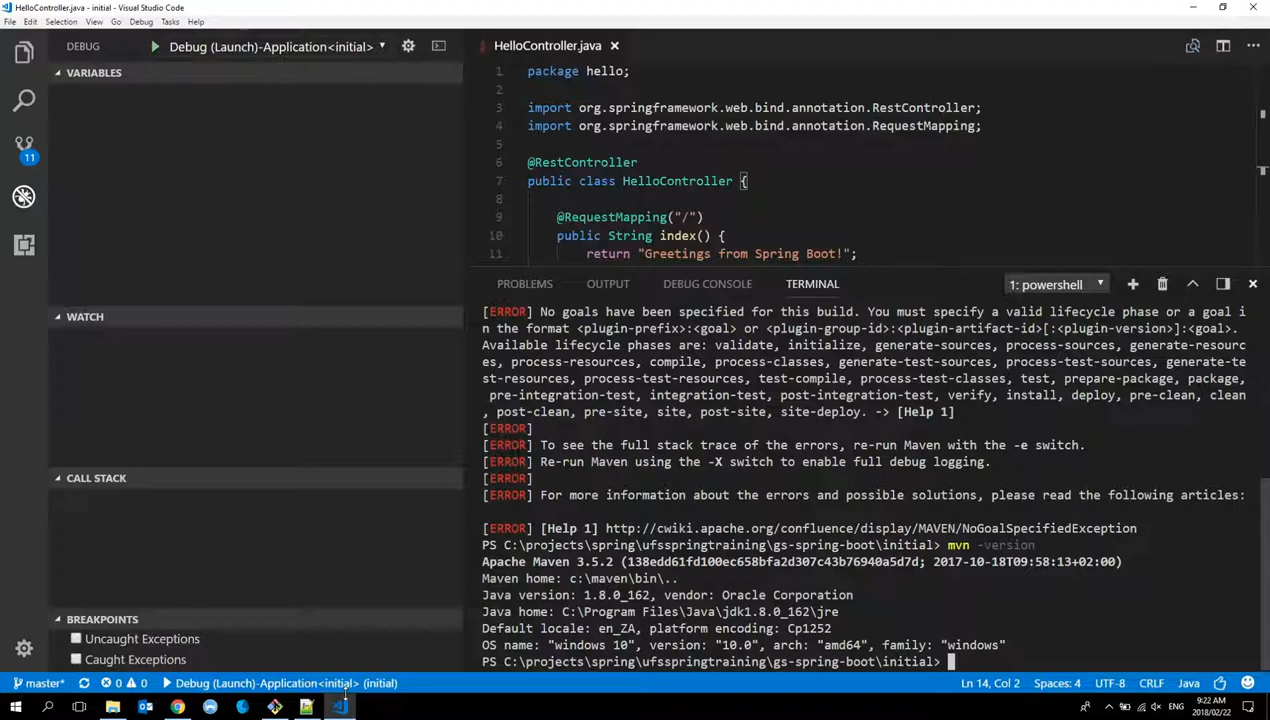 HelloController.java - initial - Visual Studio Code
File Edit Selection View Go Debug Tasks Help
DEBUG Debug (Launch)-Application<initial>
HelloController.java
VARIABLES
1 package hello;
2
3 import org.springframework.web.bind.annotation.RestController;
4 import org.springframework.web.bind.annotation.RequestMapping;
5
6 @RestController
7 public class HelloController {
8
9 @RequestMapping("/")
10 public String index() {
11 return "Greetings from Spring Boot!";
11
PROBLEMS OUTPUT DEBUG CONSOLE TERMINAL 1: powershell
[ERROR] No goals have been specified for this build. You must specify a valid lifecycle phase or a goal i
n the format <plugin-prefix>:<goal> or <plugin-group-id>:<plugin-artifact-id>[:<plugin-version>]:<goal>.
Available lifecycle phases are: validate, initialize, generate-sources, process-sources, generate-resourc
es, process-resources, compile, process-classes, generate-test-sources, process-test-sources, generate-te
st-resources, process-test-resources, test-compile, process-test-classes, test, prepare-package, package,
pre-integration-test, integration-test, post-integration-test, verify, install, deploy, pre-clean, clean
, post-clean, pre-site, site, post-site, site-deploy. -> [Help 1]
[ERROR]
[ERROR] To see the full stack trace of the errors, re-run Maven with the -e switch.
[ERROR] Re-run Maven using the -X switch to enable full debug logging.
[ERROR]
[ERROR] For more information about the errors and possible solutions, please read the following articles:
[ERROR] [Help 1] http://cwiki.apache.org/confluence/display/MAVEN/NoGoalSpecifiedException
PS C:\projects\spring\ufsspringtraining\gs-spring-boot\initial> mvn -version
Apache Maven 3.5.2 (138edd61fd100ec658bfa2d307c43b76940a5d7d; 2017-10-18T09:58:13+02:00)
Maven home: c:\maven\bin\..
Java version: 1.8.0_162, vendor: Oracle Corporation
Java home: C:\Program Files\Java\jdk1.8.0_162\jre
Default locale: en_ZA, platform encoding: Cp1252
OS name: "windows 10", version: "10.0", arch: "amd64", family: "windows"
PS C:\projects\spring\ufsspringtraining\gs-spring-boot\initial>
WATCH
CALL STACK
BREAKPOINTS
Uncaught Exceptions
Caught Exceptions
master* 0 0 Debug (Launch)-Application<initial> (initial) Ln 14, Col 2 Spaces: 4 UTF-8 CRLF Java
ENG 9:22 AM
2018/02/22